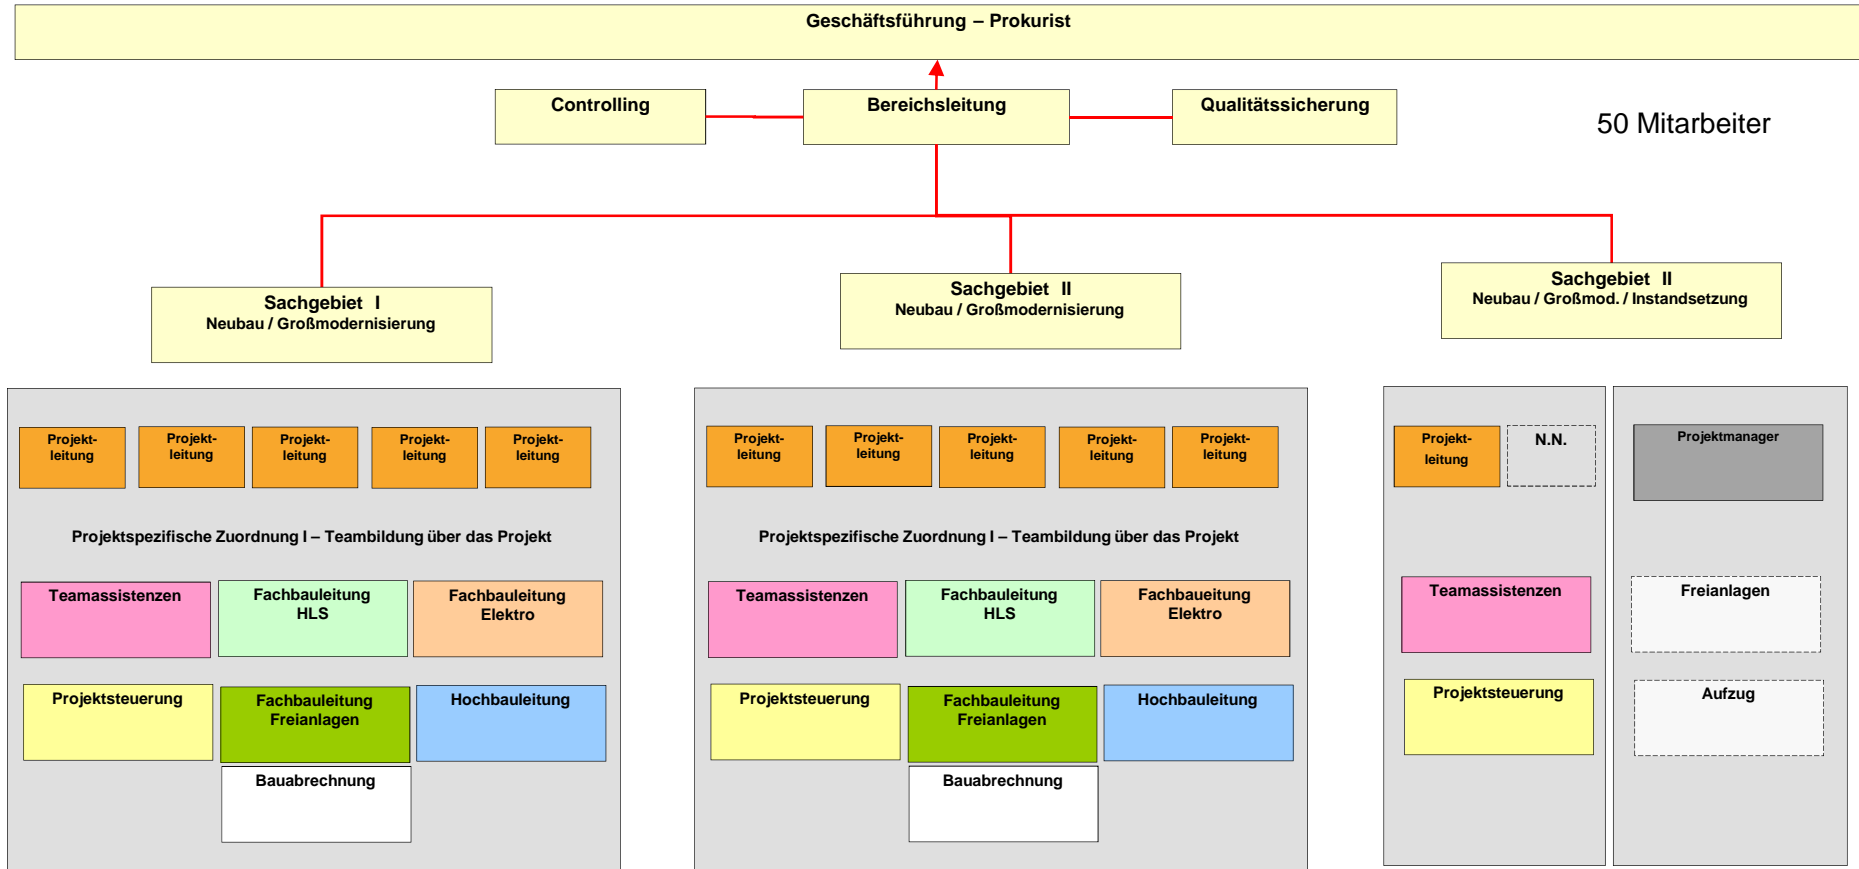 Geschäftsführung – Prokurist
Controlling
Bereichsleitung
Qualitätssicherung
50 Mitarbeiter
Sachgebiet I
Neubau / Großmodernisierung
Sachgebiet II
Neubau / Großmodernisierung
Sachgebiet II
Neubau / Großmod. / Instandsetzung
Projekt-
leitung
Projekt-
leitung
Projekt-
leitung
Projekt-
leitung
Projekt-
leitung
Projektspezifische Zuordnung I – Teambildung über das Projekt
Teamassistenzen
Fachbauleitung
HLS
Fachbauleitung
Elektro
Projektsteuerung
Fachbauleitung
Freianlagen
Hochbauleitung
Bauabrechnung
Projekt-
leitung
Projekt-
leitung
Projekt-
leitung
Projekt-
leitung
Projekt-
leitung
Projektspezifische Zuordnung I – Teambildung über das Projekt
Teamassistenzen
Fachbauleitung
HLS
Fachbaueitung
Elektro
Projektsteuerung
Fachbauleitung
Freianlagen
Hochbauleitung
Bauabrechnung
Projekt-
leitung
N.N.
Teamassistenzen
Projektsteuerung
Projektmanager
Freianlagen
Aufzug